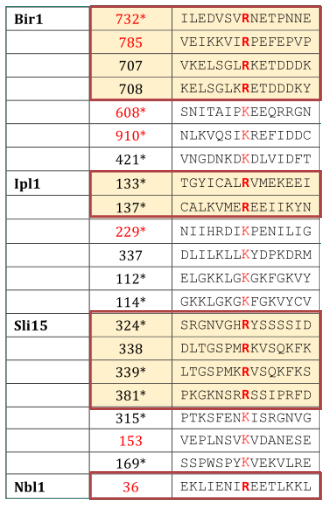 Bir1 732* ILEDVSVRNETPNNE
785 VEIKKVIRPEFEPVP
707 VKELSGLRKETDDDK
708 KELSGLKRETDDDKY
608* SNITAIPKEEQRRGN
910* NLKVQSIKREFIDDC
421* VNGDNKDKDLVIDFT
Ipl1 133* TGYICALRVMEKEEI
137* CALKVMEREEIIKYN
229* NIIHRDIKPENILIG
337 DLILKLLKYDPKDRM
112* ELGKKLGKGKFGKVY
114* GKKLGKGKFGKVYCV
Sli15 324* SRGNVGHRYSSSSID
338 DLTGSPMRKVSQKFK
339* LTGSPMKRVSQKFKS
381* PKGKNSRRSSIPRFD
315* PTKSFENKISRGNVG
153 VEPLNSVKVDANESE
169* SSPWSPYKVEKVLRE
Nbl1 36 EKLIENIREETLKKL